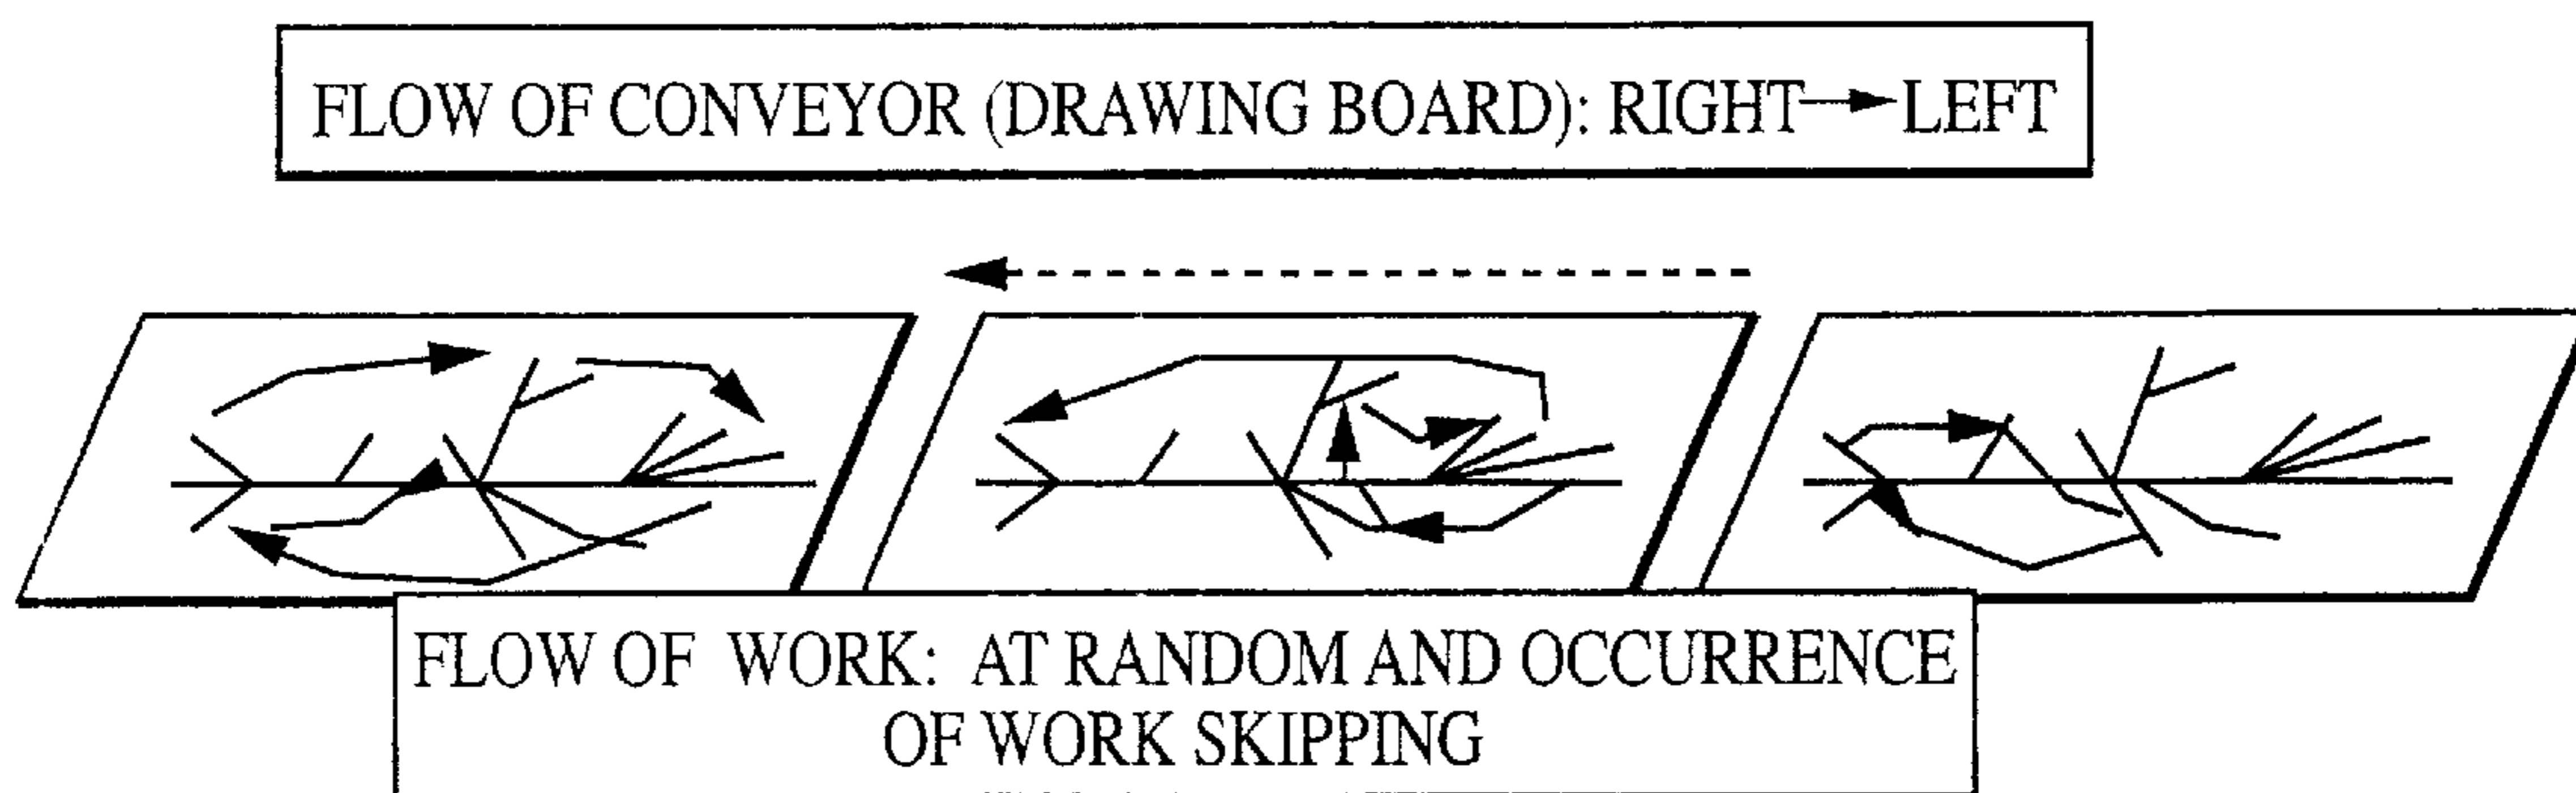 FLOW OF CONVEYOR (DRAWING BOARD): RIGHT→LEFT
FLOW OF WORK: AT RANDOM AND OCCURRENCE
OF WORK SKIPPING